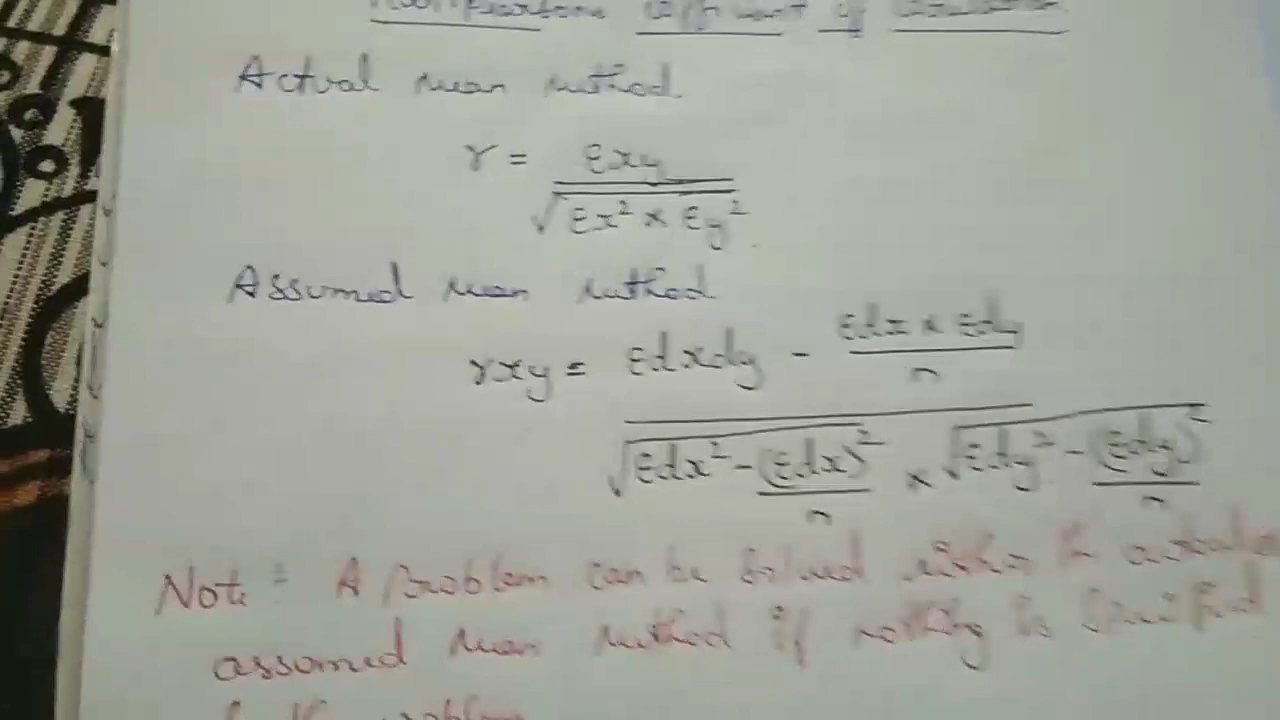 Actual mean method
r = Σxy
√Σx² × Σy²
Assumed mean method
rxy = Σdxdy - Σdx × Σdy
n
√Σdx² - (Σdx)² × √Σdy² - (Σdy)²
n n
Note : A problem can be solved
assumed mean method if nothing is specified
problem